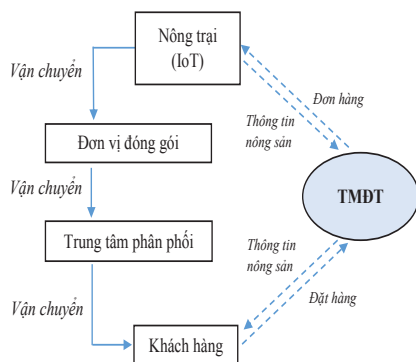 Nông trại
(IoT)
Vận chuyển
Đơn hàng
Thông tin
nông sản
Đơn vị đóng gói
Vận chuyển
TMĐT
Trung tâm phân phối
Thông tin
nông sản
Đặt hàng
Vận chuyển
Khách hàng